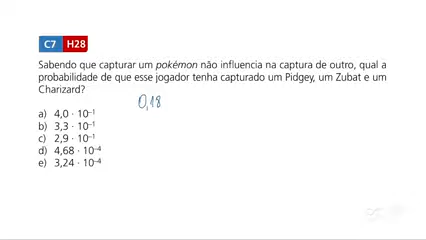 C7 H28
Sabendo que capturar um pokémon não influencia na captura de outro, qual a
probabilidade de que esse jogador tenha capturado um Pidgey, um Zubat e um
Charizard?
0,18
a) 4,0 · 10⁻¹
b) 3,3 · 10⁻¹
c) 2,9 · 10⁻¹
d) 4,68 · 10⁻⁴
e) 3,24 · 10⁻⁴